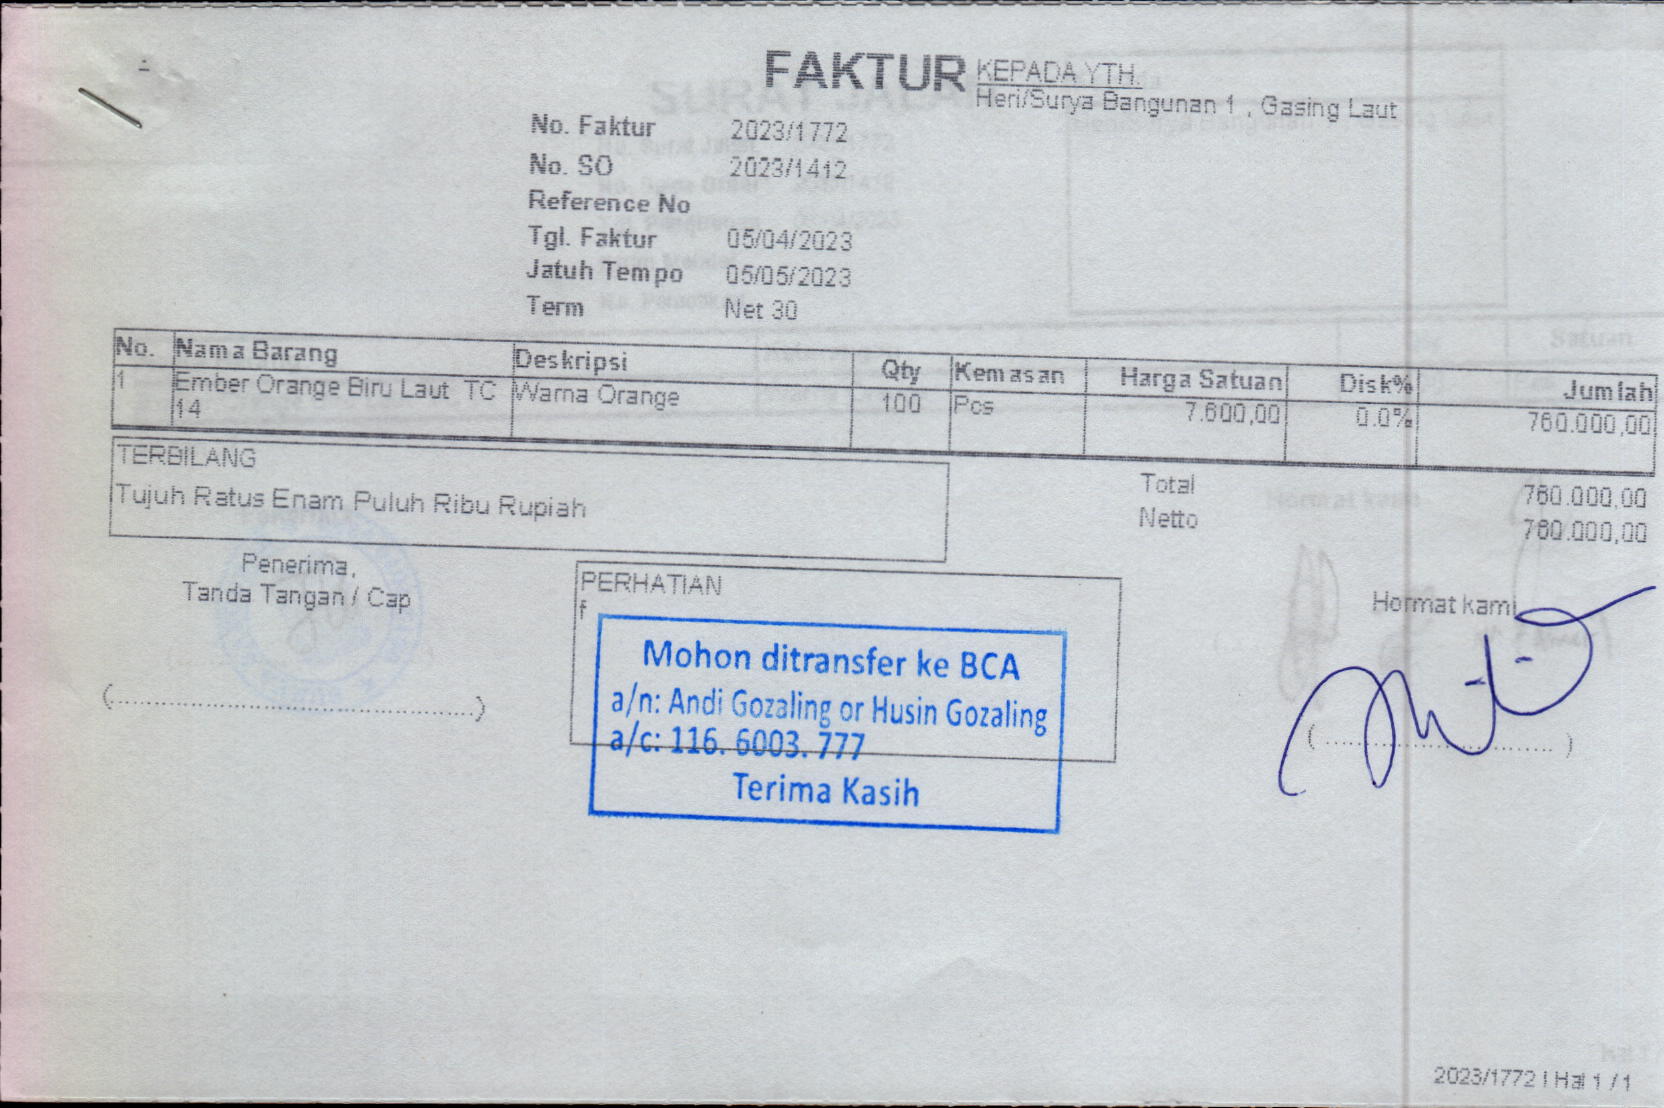 FAKTUR
KEPADA YTH.
Heri/Surya Bangunan 1 , Gasing Laut
No. Faktur 2023/1772
No. SO 2023/1412
Reference No
Tgl. Faktur 05/04/2023
Jatuh Tempo 05/05/2023
Term Net 30
No. Nama Barang Deskripsi Qty Kemasan Harga Satuan Disk% Jumlah
1 Ember Orange Biru Laut TC Warna Orange 100 Pcs 7.600,00 0.0% 760.000,00
14
TERBILANG
Tujuh Ratus Enam Puluh Ribu Rupiah
Total 760.000,00
Netto 760.000,00
Penerima,
Tanda Tangan / Cap
(..................................................)
PERHATIAN
f
Mohon ditransfer ke BCA
a/n: Andi Gozaling or Husin Gozaling
a/c: 116. 6003. 777
Terima Kasih
Hormat kami
( ................................ )
2023/1772 | Hal 1 / 1